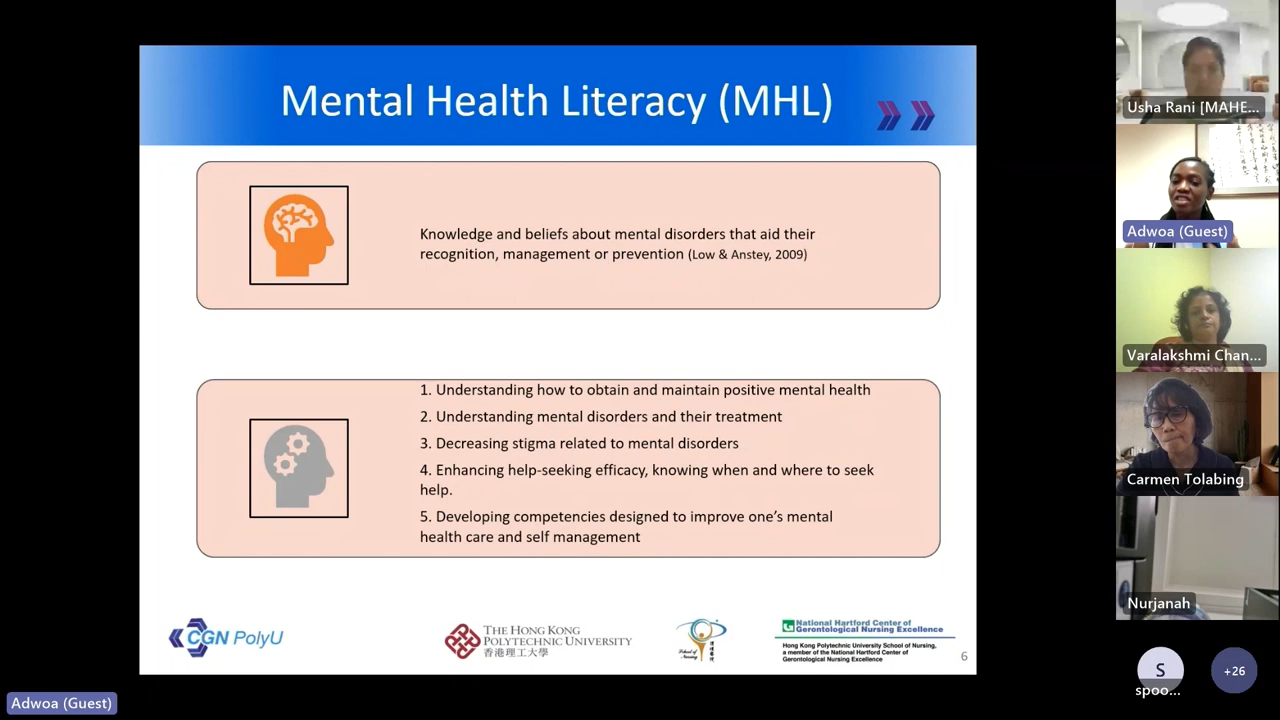 Mental Health Literacy (MHL)
Knowledge and beliefs about mental disorders that aid their
recognition, management or prevention (Low & Anstey, 2009)
1. Understanding how to obtain and maintain positive mental health
2. Understanding mental disorders and their treatment
3. Decreasing stigma related to mental disorders
4. Enhancing help-seeking efficacy, knowing when and where to seek
help.
5. Developing competencies designed to improve one's mental
health care and self management
CGN PolyU
THE HONG KONG
POLYTECHNIC UNIVERSITY
香港理工大學
School of
Nursing
National Hartford Center of
Gerontological Nursing Excellence
Hong Kong Polytechnic University School of Nursing,
a member of the National Hartford Center of
Gerontological Nursing Excellence
6
Usha Rani [MAHE...
Adwoa (Guest)
Varalakshmi Chan...
Carmen Tolabing
Nurjanah
S
spoo...
+26
Adwoa (Guest)